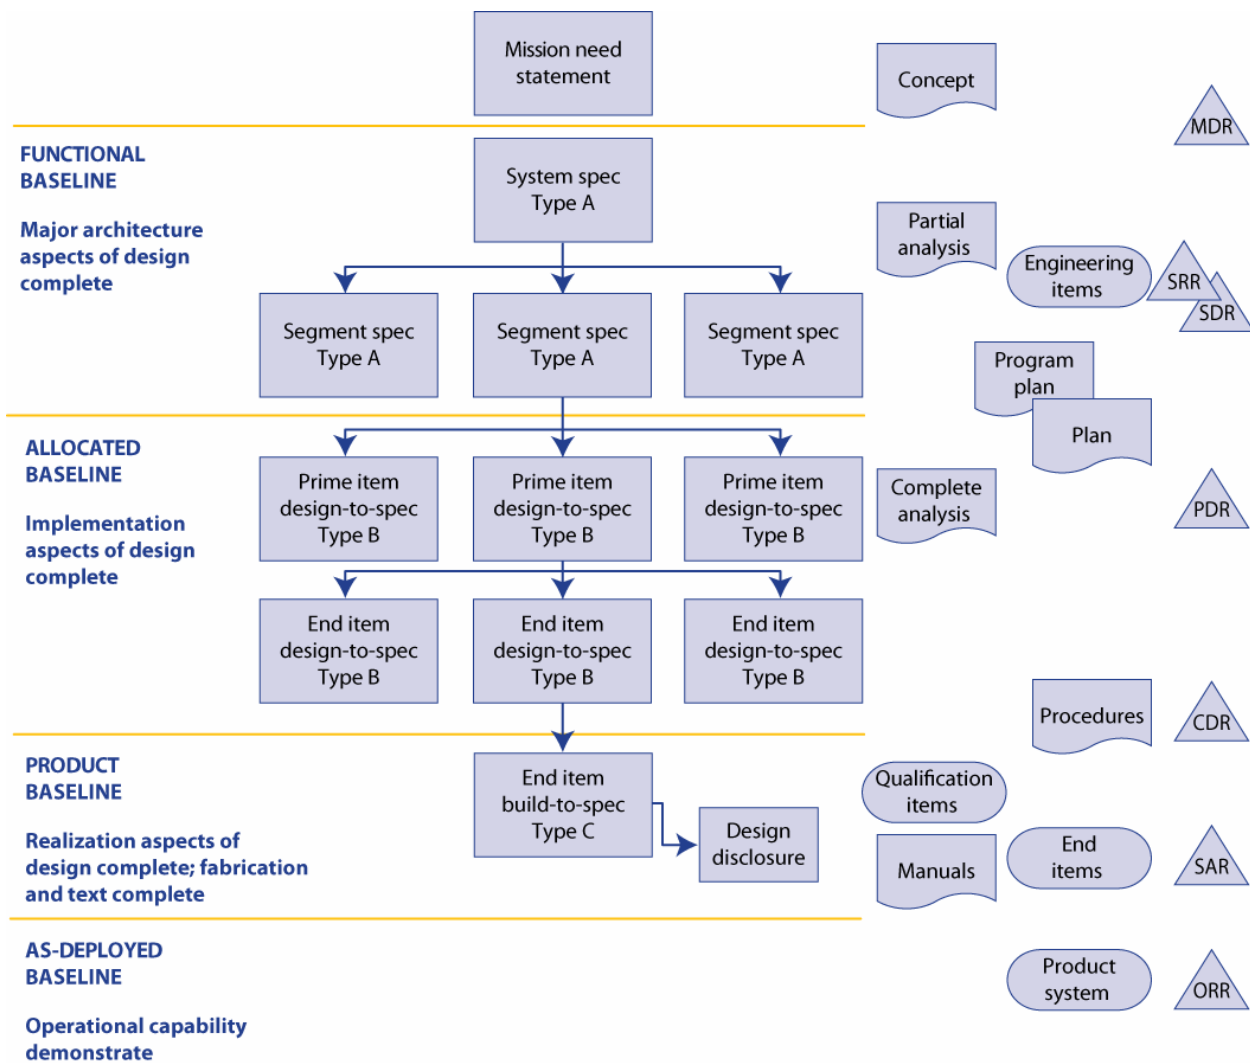 Mission need
statement
Concept
MDR
FUNCTIONAL
BASELINE
Major architecture
aspects of design
complete
System spec
Type A
Partial
analysis
Engineering
items
SRR
SDR
Segment spec
Type A
Segment spec
Type A
Segment spec
Type A
Program
plan
Plan
ALLOCATED
BASELINE
Implementation
aspects of design
complete
Prime item
design-to-spec
Type B
Prime item
design-to-spec
Type B
Prime item
design-to-spec
Type B
Complete
analysis
PDR
End item
design-to-spec
Type B
End item
design-to-spec
Type B
End item
design-to-spec
Type B
Procedures
CDR
PRODUCT
BASELINE
Realization aspects of
design complete; fabrication
and text complete
End item
build-to-spec
Type C
Design
disclosure
Qualification
items
Manuals
End
items
SAR
AS-DEPLOYED
BASELINE
Operational capability
demonstrate
Product
system
ORR